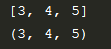 [3, 4, 5]
(3, 4, 5)